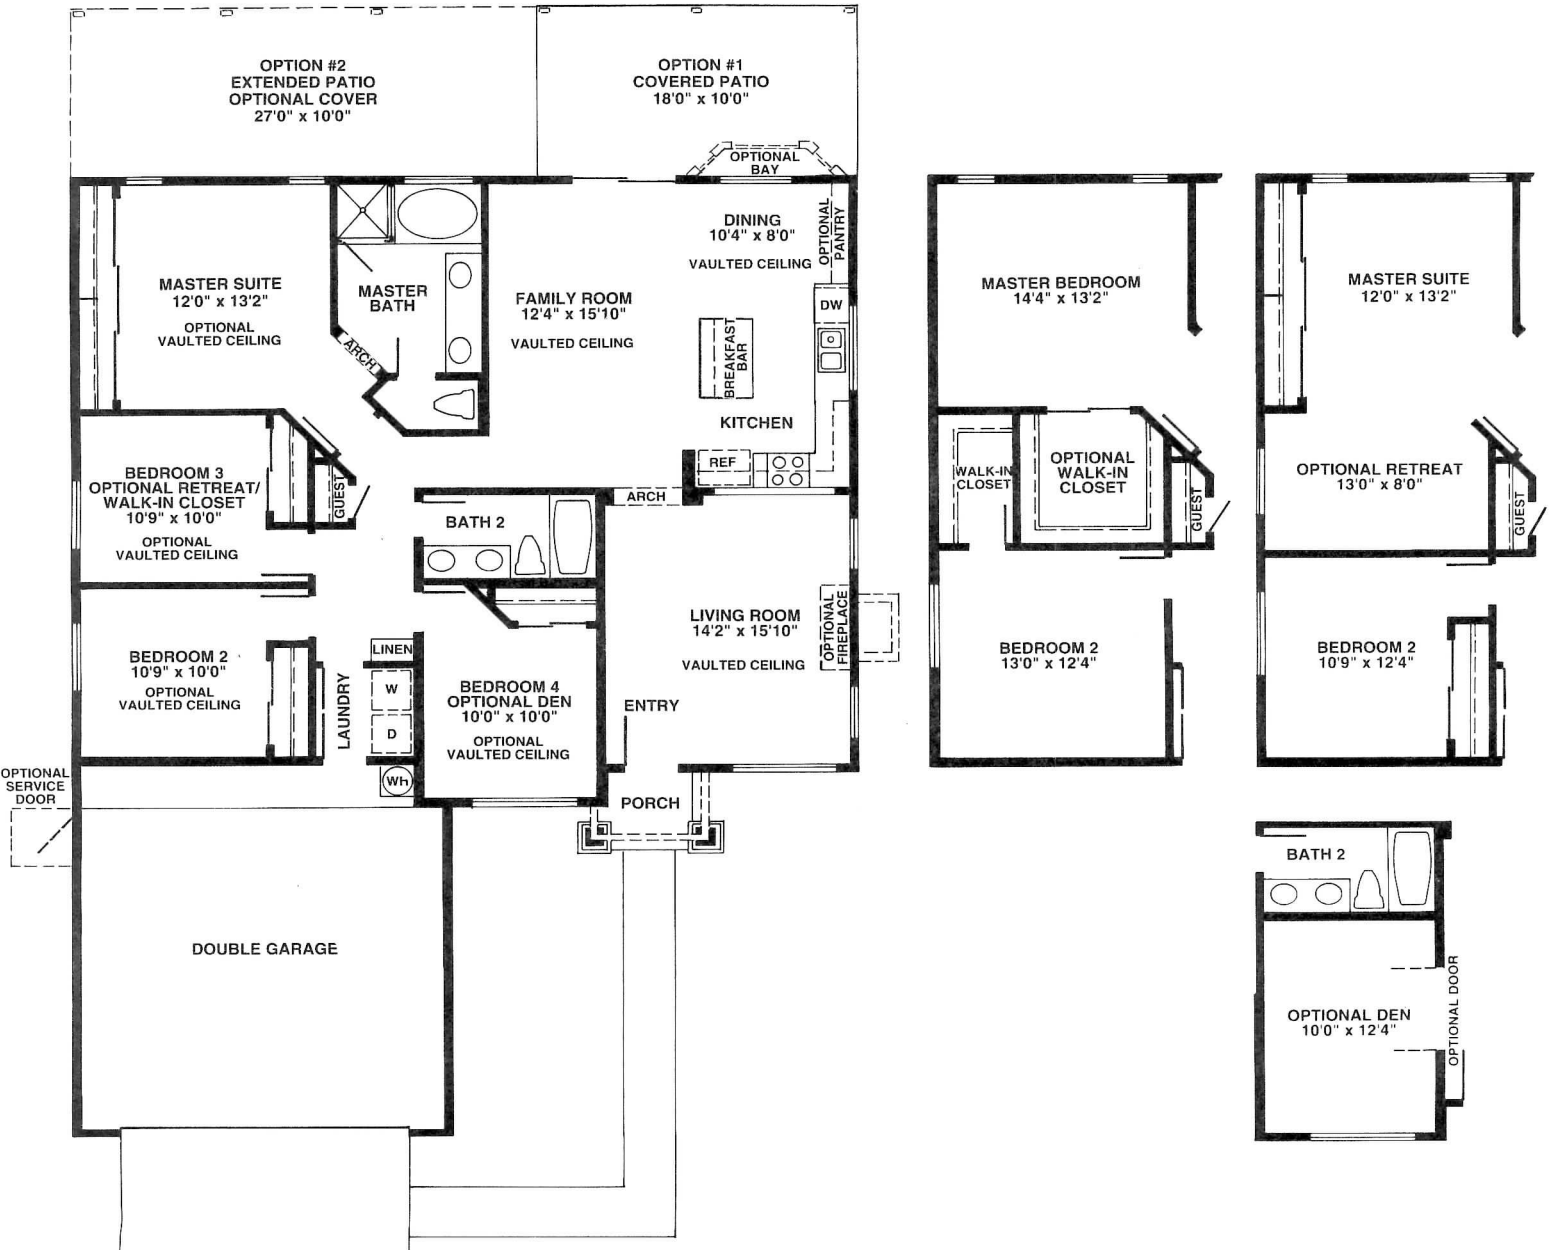 OPTION #2
EXTENDED PATIO
OPTIONAL COVER
27'0" x 10'0"
OPTION #1
COVERED PATIO
18'0" x 10'0"
OPTIONAL
BAY
MASTER SUITE
12'0" x 13'2"
OPTIONAL
VAULTED CEILING
MASTER
BATH
ARCH
FAMILY ROOM
12'4" x 15'10"
VAULTED CEILING
DINING
10'4" x 8'0"
VAULTED CEILING
OPTIONAL
PANTRY
DW
BREAKFAST
BAR
KITCHEN
REF
ARCH
BEDROOM 3
OPTIONAL RETREAT/
WALK-IN CLOSET
10'9" x 10'0"
OPTIONAL
VAULTED CEILING
GUEST
BATH 2
LIVING ROOM
14'2" x 15'10"
VAULTED CEILING
OPTIONAL
FIREPLACE
BEDROOM 2
10'9" x 10'0"
OPTIONAL
VAULTED CEILING
LINEN
W
D
LAUNDRY
WH
BEDROOM 4
OPTIONAL DEN
10'0" x 10'0"
OPTIONAL
VAULTED CEILING
ENTRY
PORCH
OPTIONAL
SERVICE
DOOR
DOUBLE GARAGE
MASTER BEDROOM
14'4" x 13'2"
WALK-IN
CLOSET
OPTIONAL
WALK-IN
CLOSET
GUEST
BEDROOM 2
13'0" x 12'4"
MASTER SUITE
12'0" x 13'2"
OPTIONAL RETREAT
13'0" x 8'0"
GUEST
BEDROOM 2
10'9" x 12'4"
BATH 2
OPTIONAL DEN
10'0" x 12'4"
OPTIONAL DOOR